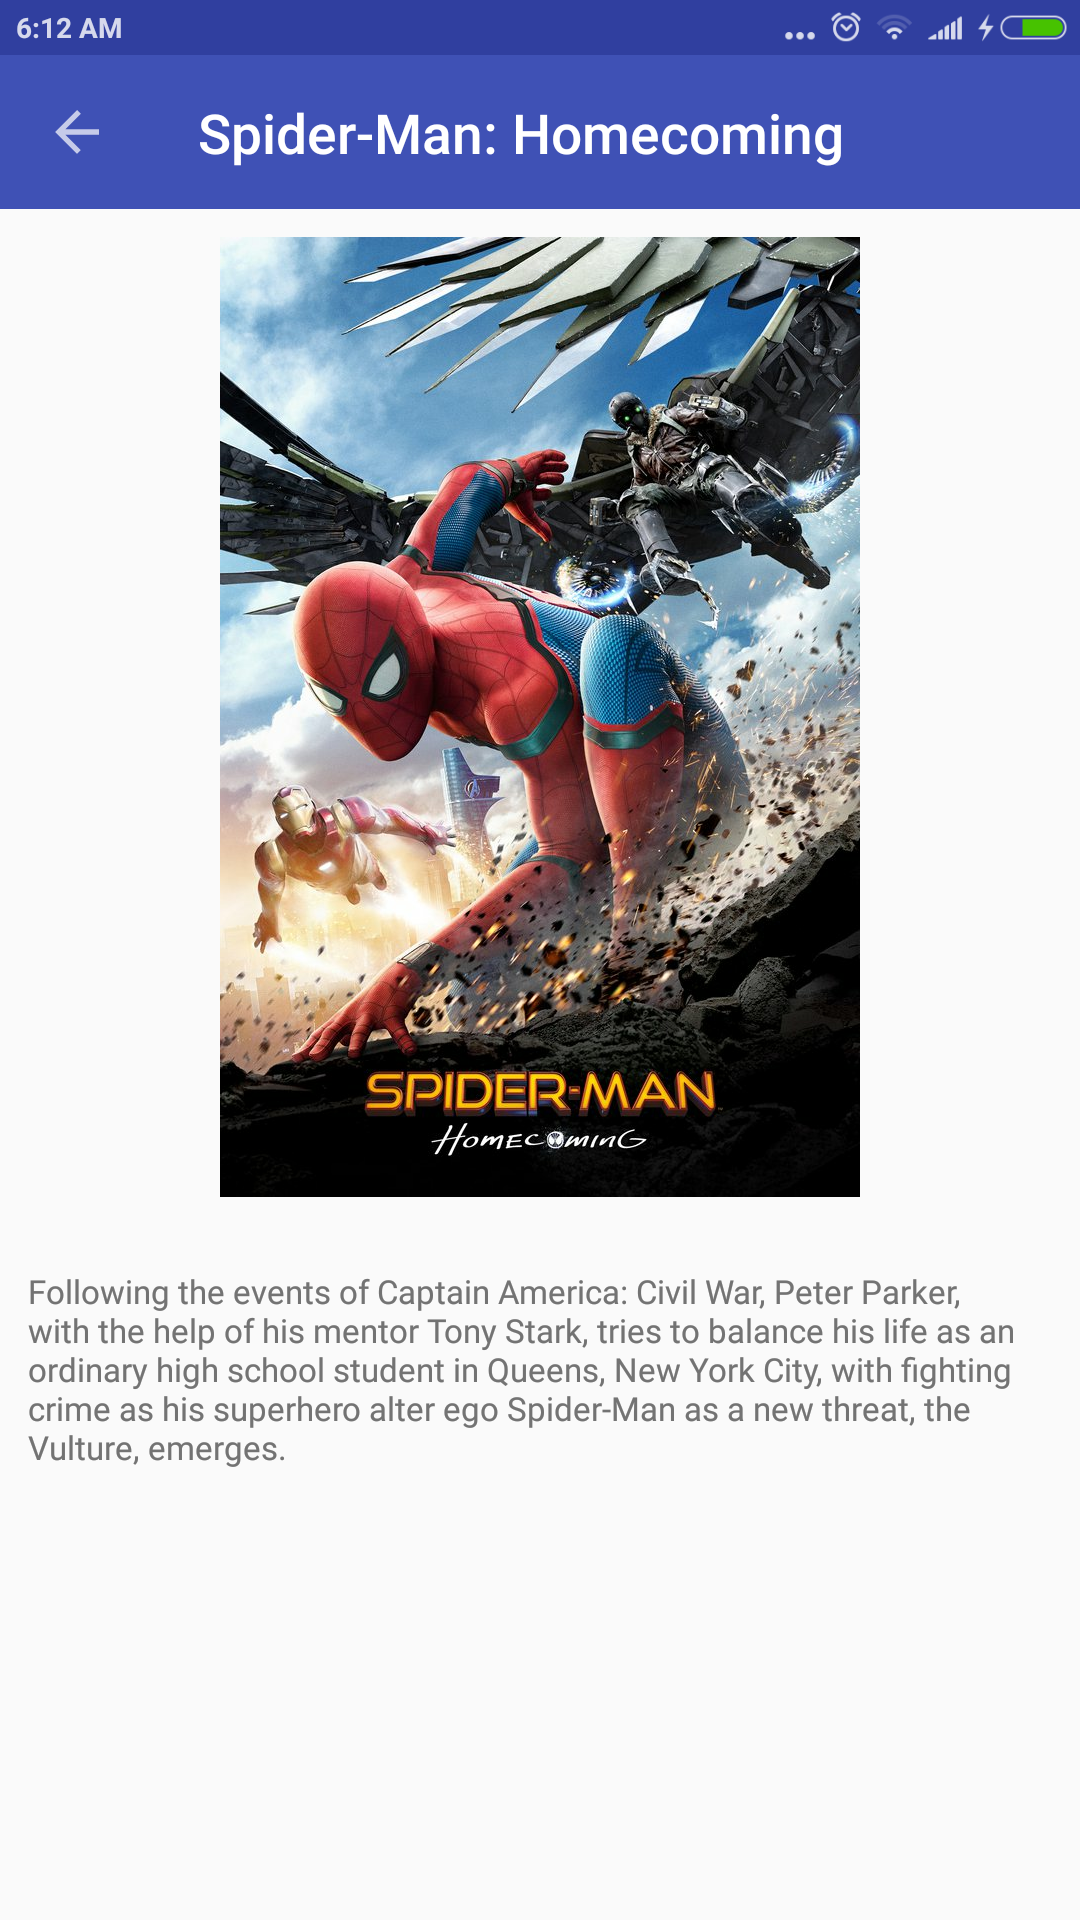 6:12 AM
Spider-Man: Homecoming
SPIDER-MAN
HOMECOMING
Following the events of Captain America: Civil War, Peter Parker,
with the help of his mentor Tony Stark, tries to balance his life as an
ordinary high school student in Queens, New York City, with fighting
crime as his superhero alter ego Spider-Man as a new threat, the
Vulture, emerges.